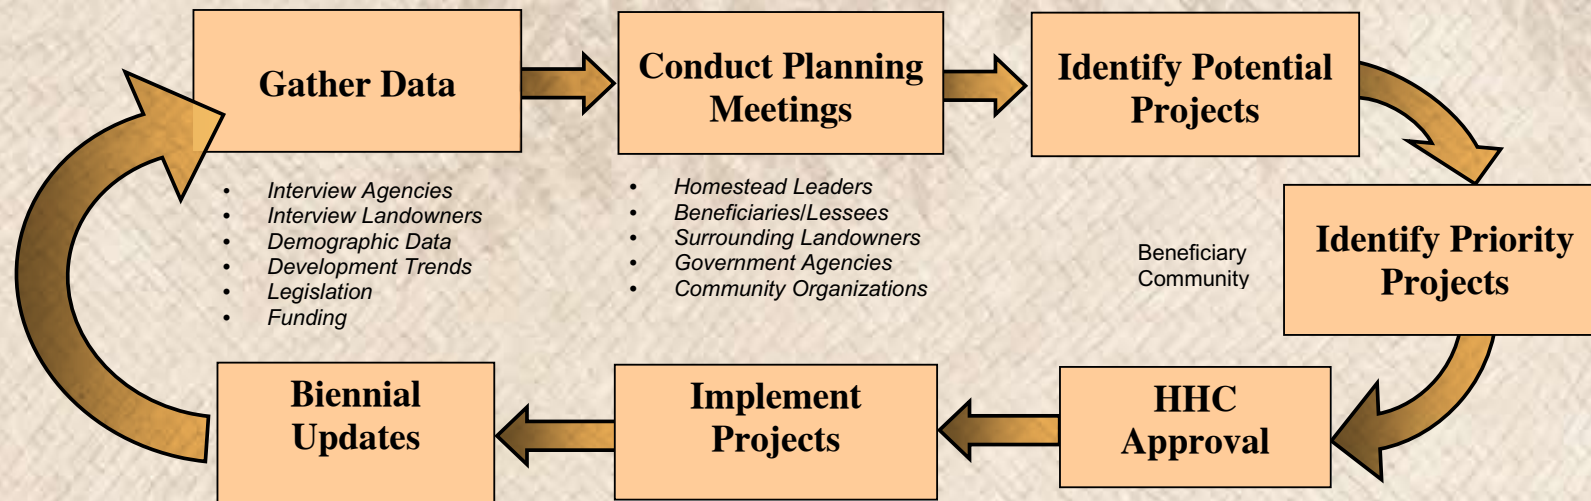 Gather Data
Conduct Planning
Meetings
Identify Potential
Projects
• Interview Agencies
• Interview Landowners
• Demographic Data
• Development Trends
• Legislation
• Funding
• Homestead Leaders
• Beneficiaries/Lessees
• Surrounding Landowners
• Government Agencies
• Community Organizations
Beneficiary
Community
Identify Priority
Projects
HHC
Approval
Implement
Projects
Biennial
Updates